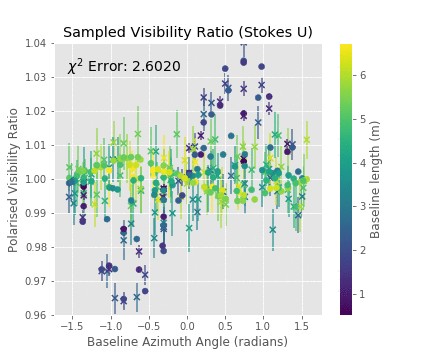 Sampled Visibility Ratio (Stokes U)
χ² Error: 2.6020
1.04
1.03
1.02
1.01
1.00
0.99
0.98
0.97
0.96
Polarised Visibility Ratio
−1.5 −1.0 −0.5 0.0 0.5 1.0 1.5
Baseline Azimuth Angle (radians)
6
5
4
3
2
1
Baseline length (m)